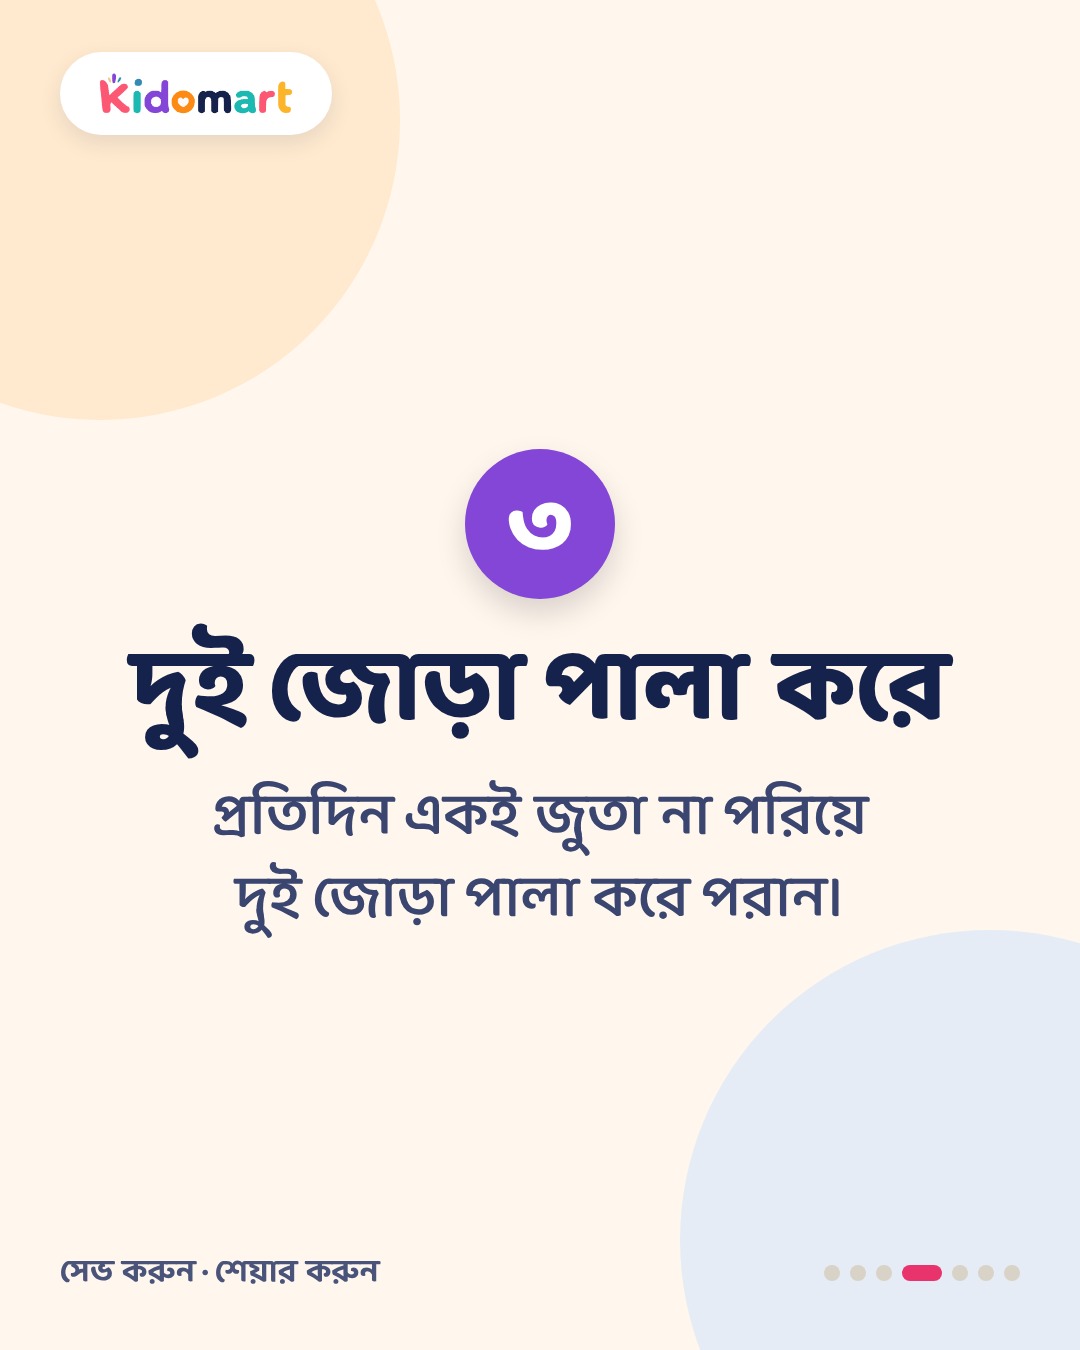 Kidomart
৩
দুই জোড়া পালা করে
প্রতিদিন একই জুতা না পরিয়ে
দুই জোড়া পালা করে পরান।
সেভ করুন · শেয়ার করুন